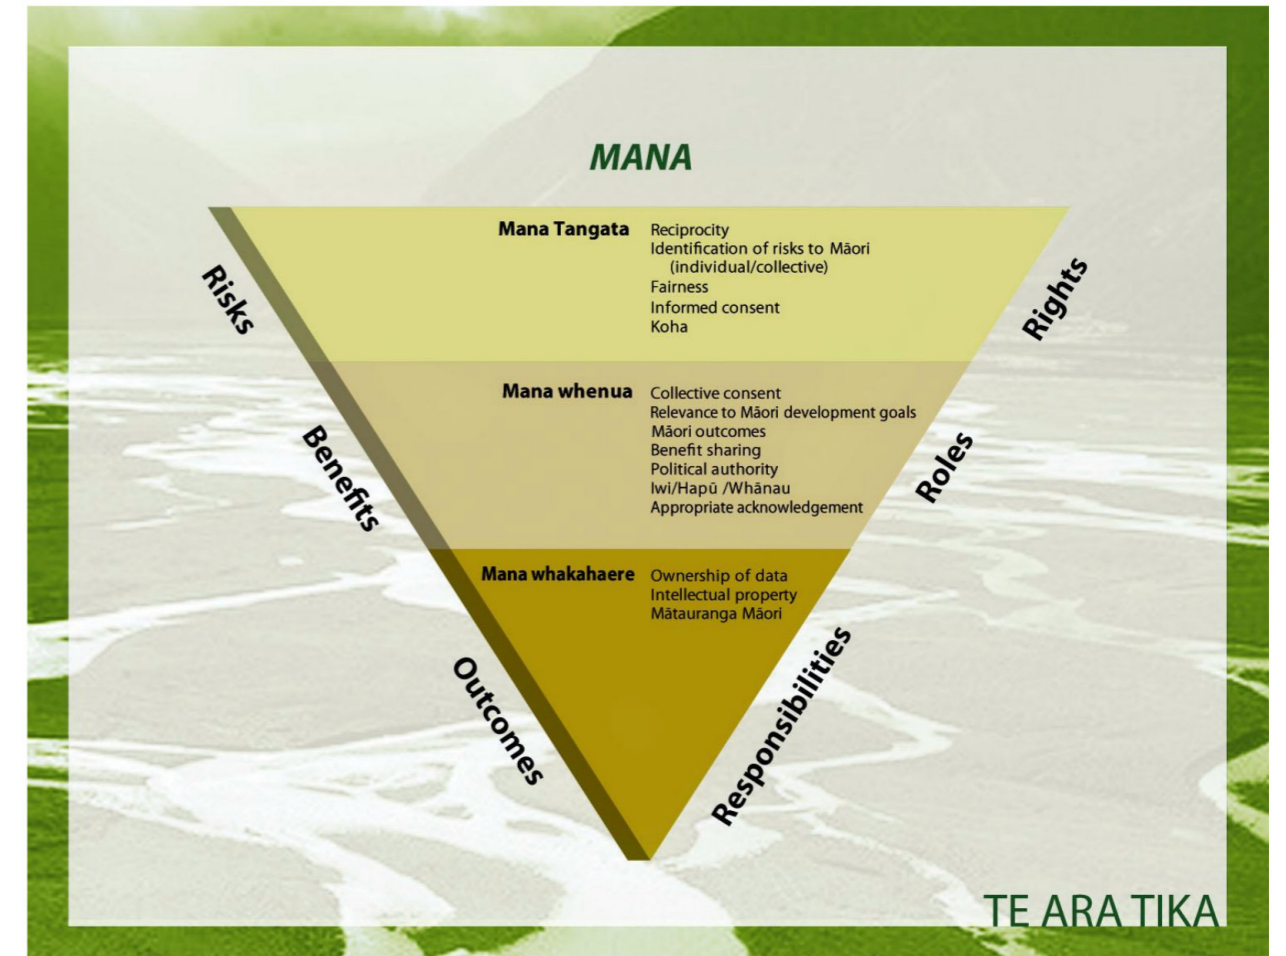 MANA
Mana Tangata
Reciprocity
Identification of risks to Māori
(individual/collective)
Fairness
Informed consent
Koha
Mana whenua
Collective consent
Relevance to Māori development goals
Māori outcomes
Benefit sharing
Political authority
Iwi/Hapū /Whānau
Appropriate acknowledgement
Mana whakahaere
Ownership of data
Intellectual property
Mātauranga Māori
Risks
Benefits
Outcomes
Rights
Roles
Responsibilities
TE ARA TIKA